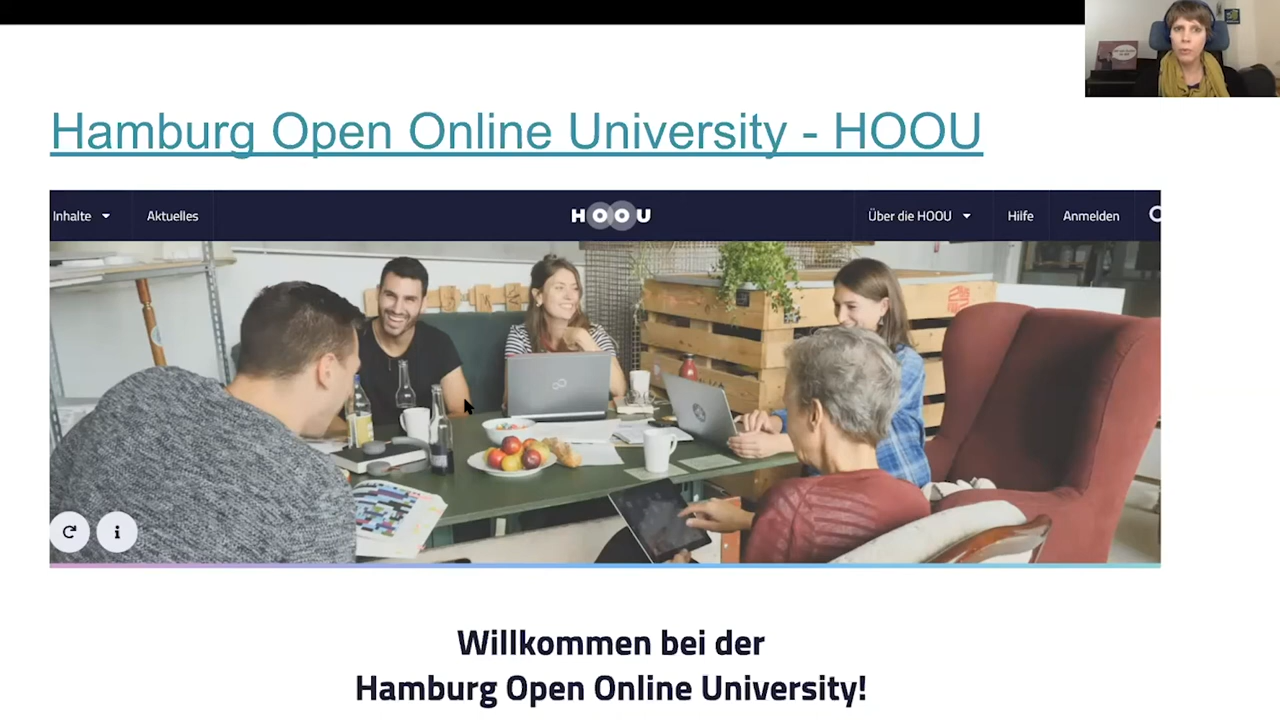 Hamburg Open Online University - HOOU
Inhalte
Aktuelles
HOOU
Über die HOOU
Hilfe
Anmelden
Willkommen bei der
Hamburg Open Online University!